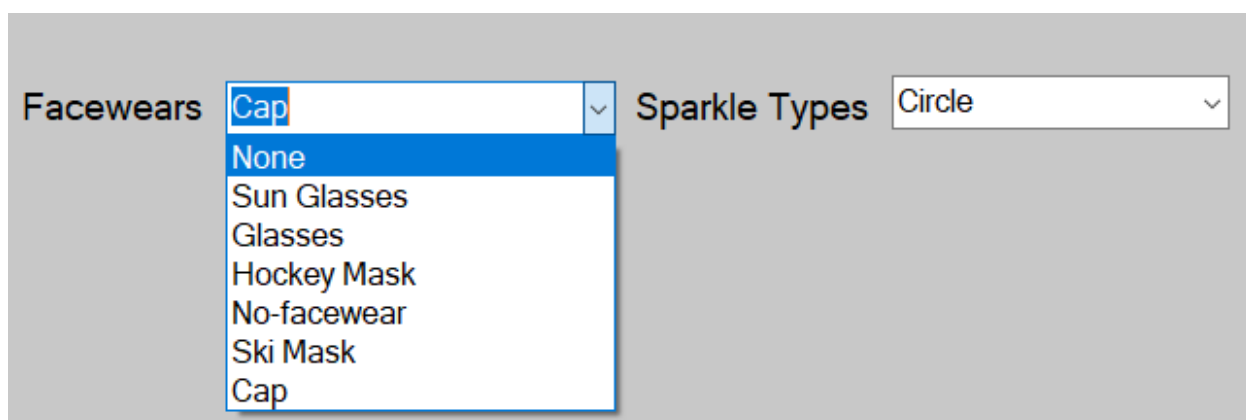 Facewears Cap Sparkle Types Circle
None
Sun Glasses
Glasses
Hockey Mask
No-facewear
Ski Mask
Cap